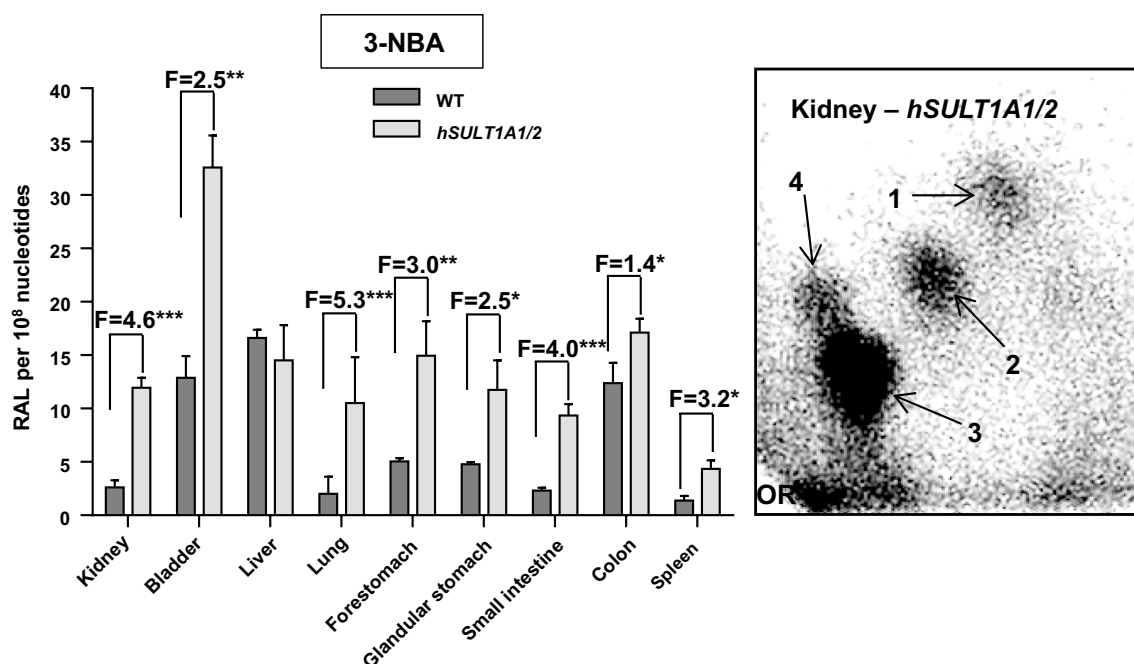 3-NBA
WT
hSULT1A1/2
RAL per 10⁸ nucleotides
40
35
30
25
20
15
10
5
0
F=4.6***
F=2.5**
F=5.3***
F=3.0**
F=2.5*
F=4.0***
F=1.4*
F=3.2*
Kidney
Bladder
Liver
Lung
Forestomach
Glandular stomach
Small intestine
Colon
Spleen
Kidney – hSULT1A1/2
4
1
2
3
OR